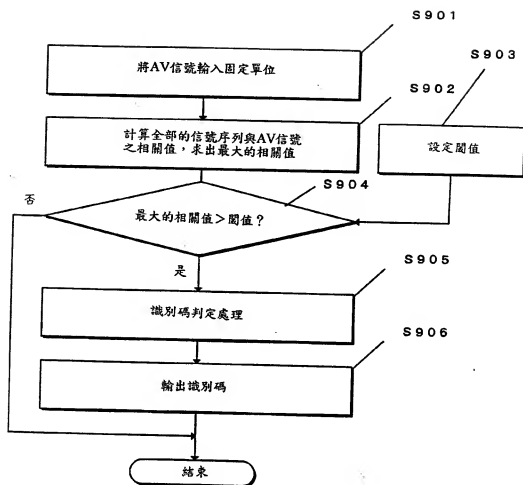 S901
將AV信號輸入固定單位
S902
S903
計算全部的信號序列與AV信號
之相關值，求出最大的相關值
設定閾值
S904
否
最大的相關值>閾值？
是
S905
識別碼判定處理
S906
輸出識別碼
結束